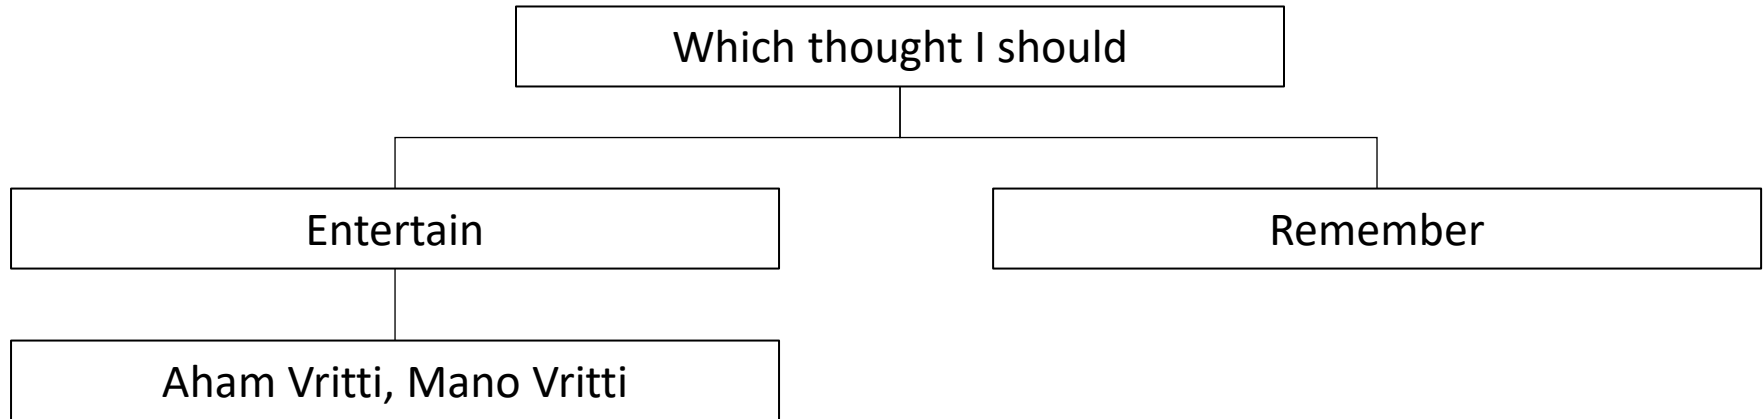 Which thought I should
Entertain
Remember
Aham Vritti, Mano Vritti